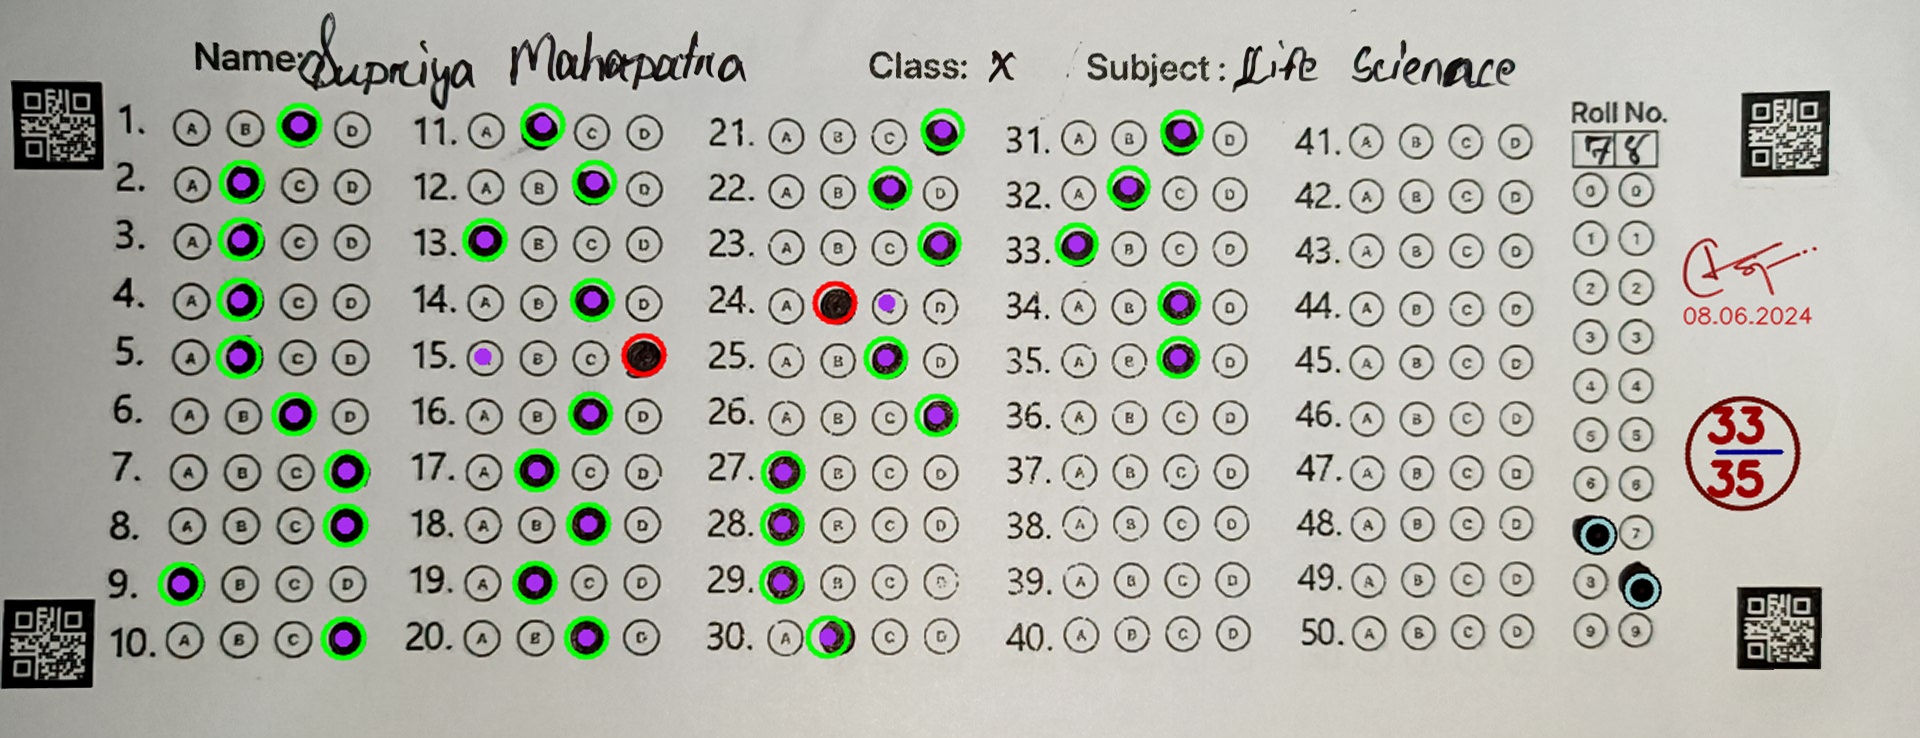 Name: Supriya Mahapatra Class: X Subject: Life Scienace
Roll No.
78
1. A B D 11. A C D 21. A B C 31. A B D 41. A B C D
2. A C D 12. A B D 22. A B D 32. A C D 42. A B C D
3. A C D 13. B C D 23. A B C 33. B C D 43. A B C D
4. A C D 14. A B D 24. A D 34. A B D 44. A B C D
5. A C D 15. B C 25. A B D 35. A B D 45. A B C D
6. A B D 16. A B D 26. A B C 36. A B C D 46. A B C D
7. A B C 17. A C D 27. B C D 37. A B C D 47. A B C D
8. A B C 18. A B D 28. B C D 38. A B C D 48. A B C D
9. B C D 19. A C D 29. B C D 39. A B C D 49. A B C D
10. A B C 20. A B D 30. A C D 40. A B C D 50. A B C D
0 0
1 1
2 2
3 3
4 4
5 5
6 6
7
8
9 9
08.06.2024
33
35